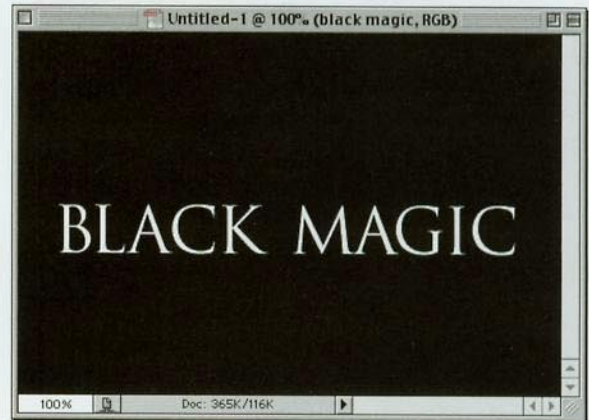 Untitled-1 @ 100% (black magic, RGB)
BLACK MAGIC
100%
Doc: 365K/116K